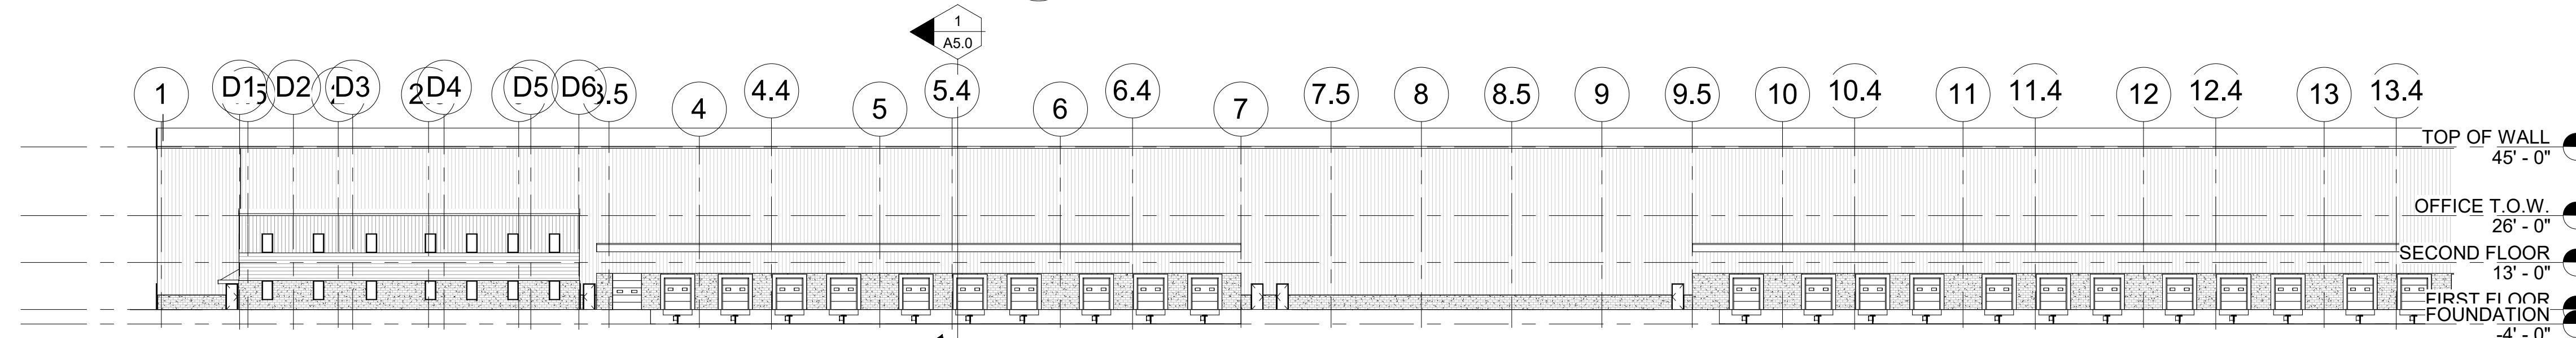 1
A5.0
1
D1
D2
D3
D4
D5
D6
3.5
4
4.4
5
5.4
6
6.4
7
7.5
8
8.5
9
9.5
10
10.4
11
11.4
12
12.4
13
13.4
TOP OF WALL
45' - 0"
OFFICE T.O.W.
26' - 0"
SECOND FLOOR
13' - 0"
FIRST FLOOR
FOUNDATION
-4' - 0"